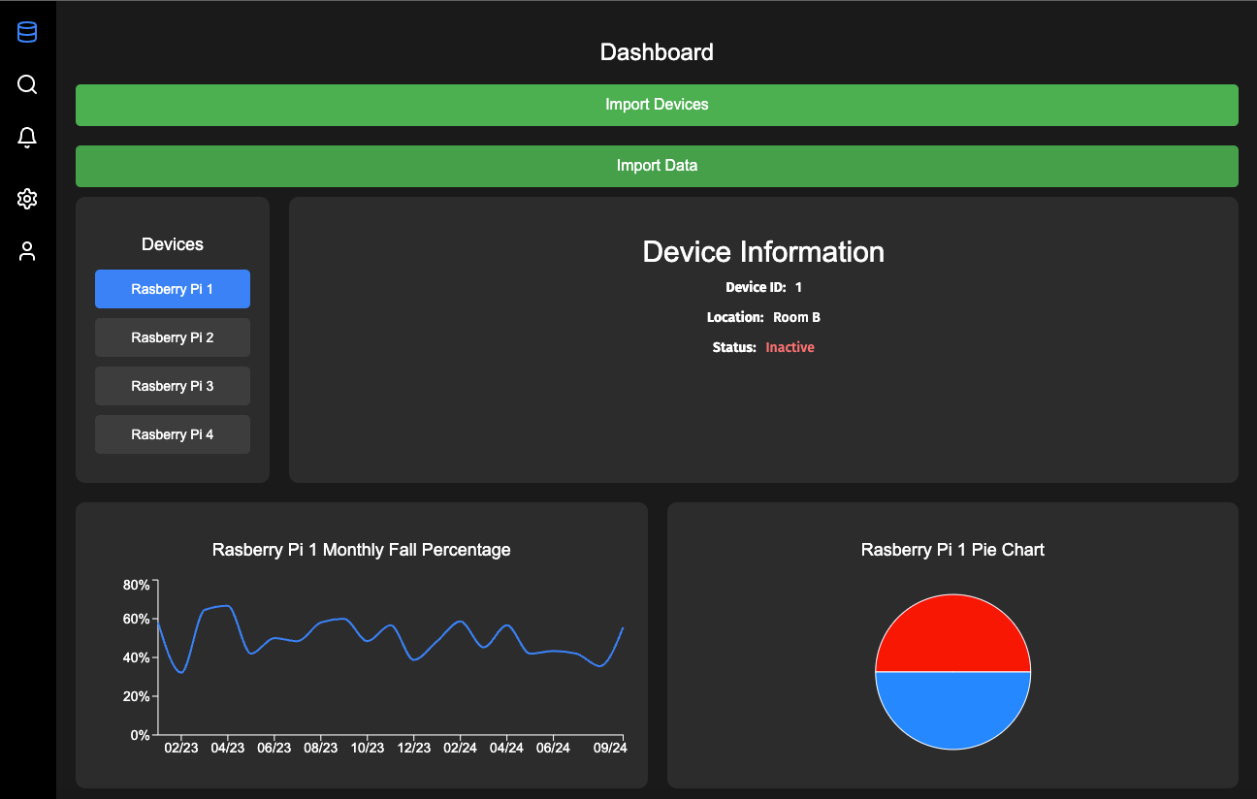 Dashboard
Import Devices
Import Data
Devices
Rasberry Pi 1
Rasberry Pi 2
Rasberry Pi 3
Rasberry Pi 4
Device Information
Device ID: 1
Location: Room B
Status: Inactive
Rasberry Pi 1 Monthly Fall Percentage
80%
60%
40%
20%
0%
02/23 04/23 06/23 08/23 10/23 12/23 02/24 04/24 06/24 09/24
Rasberry Pi 1 Pie Chart